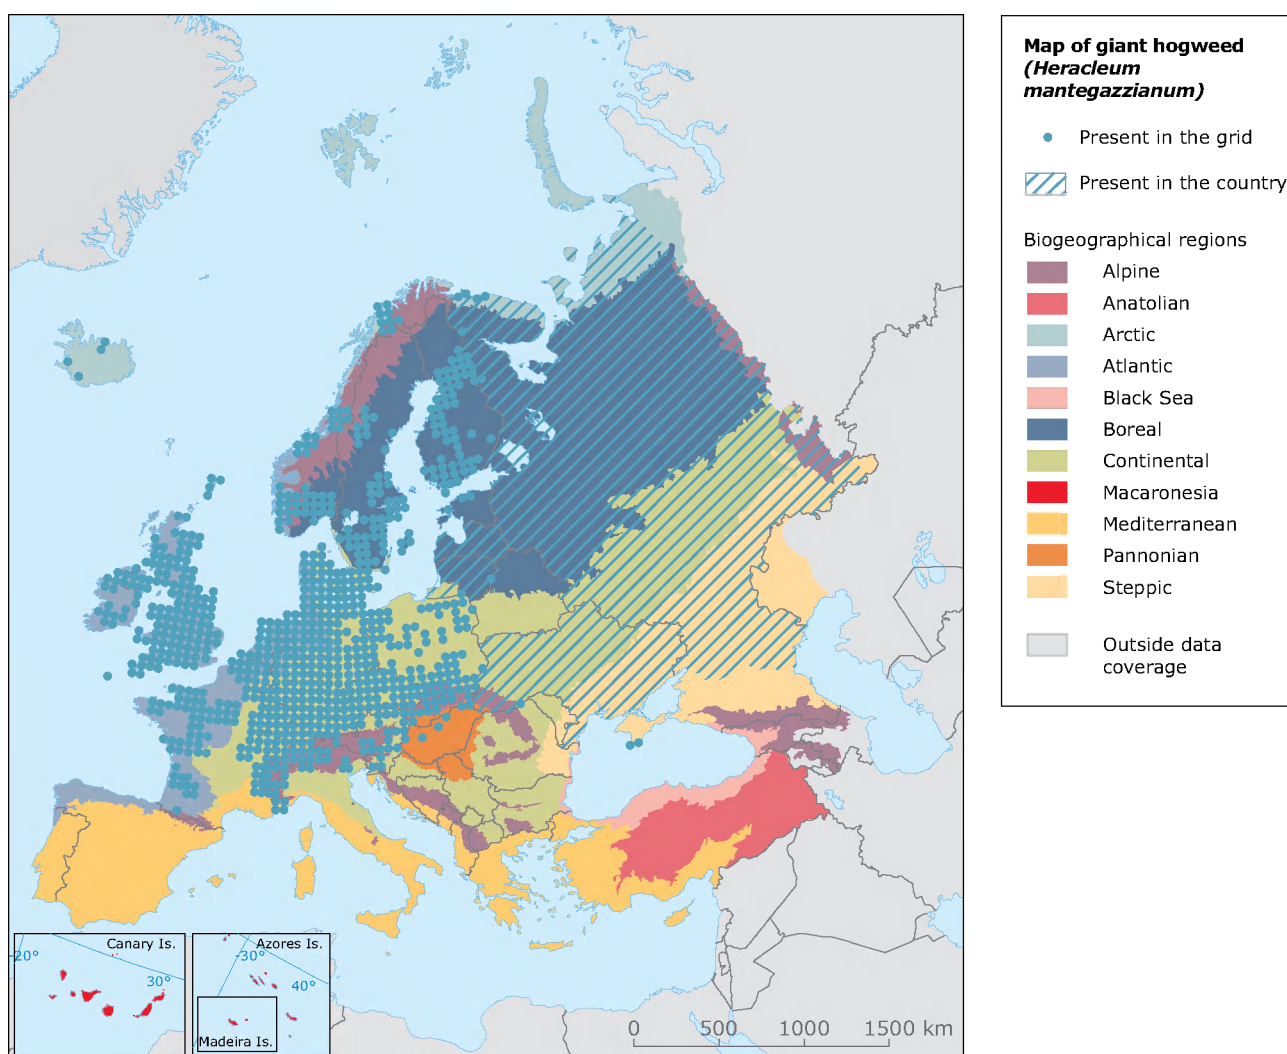 Map of giant hogweed
(Heracleum
mantegazzianum)
Present in the grid
Present in the country
Biogeographical regions
Alpine
Anatolian
Arctic
Atlantic
Black Sea
Boreal
Continental
Macaronesia
Mediterranean
Pannonian
Steppic
Outside data
coverage
Canary Is.
20°
30°
Azores Is.
-30°
40°
Madeira Is.
0 500 1000 1500 km